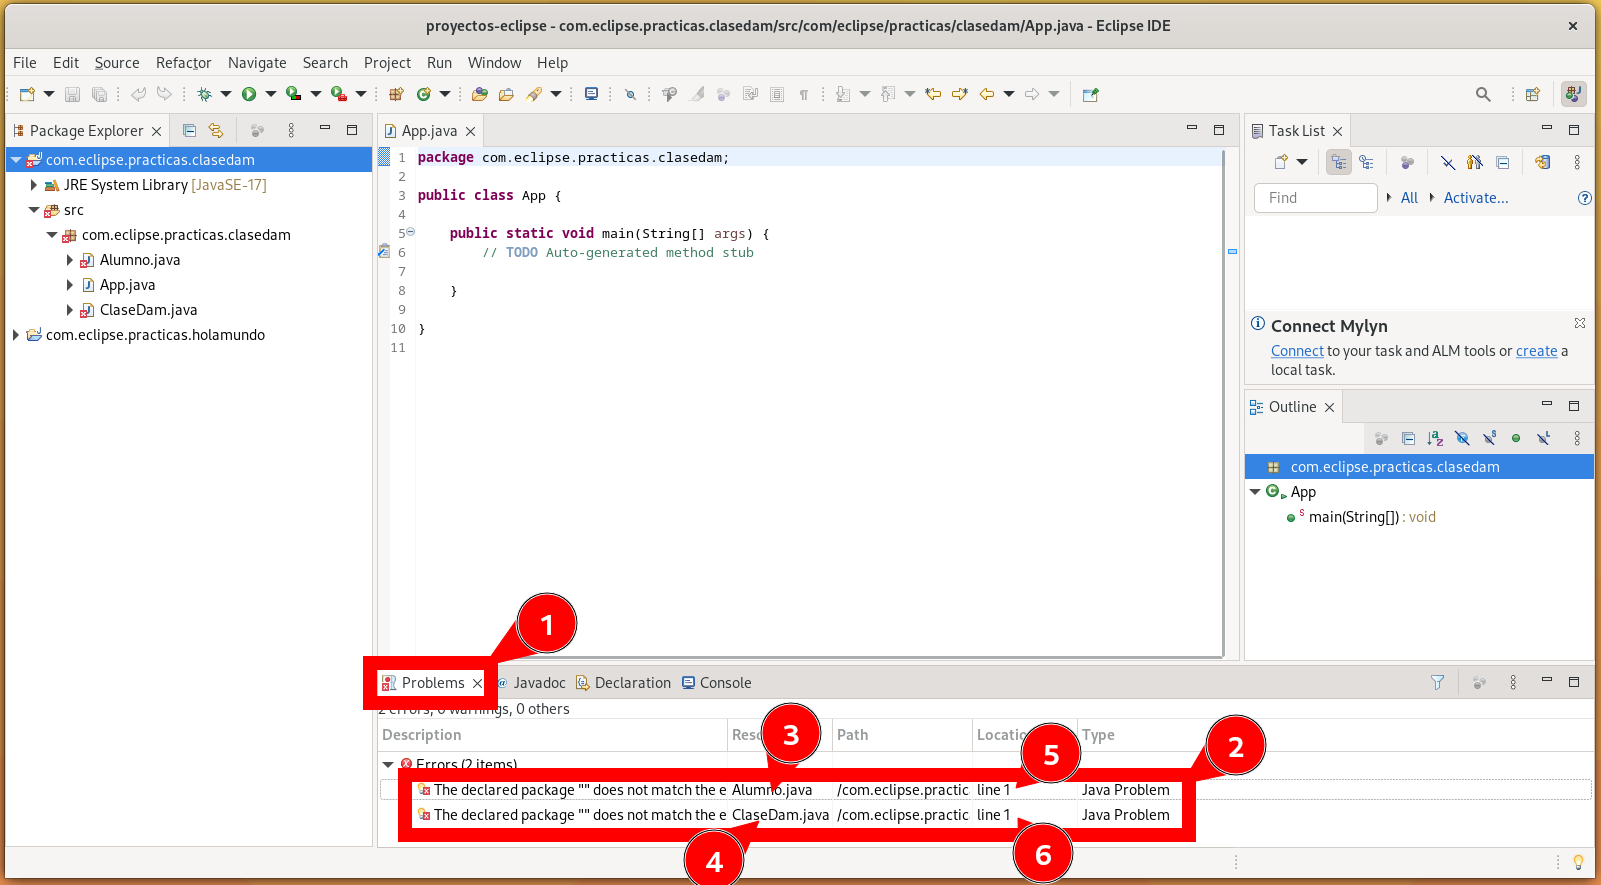 proyectos-eclipse - com.eclipse.practicas.clasedam/src/com/eclipse/practicas/clasedam/App.java - Eclipse IDE
File Edit Source Refactor Navigate Search Project Run Window Help
Package Explorer
com.eclipse.practicas.clasedam
JRE System Library [JavaSE-17]
src
com.eclipse.practicas.clasedam
Alumno.java
App.java
ClaseDam.java
com.eclipse.practicas.holamundo
App.java
1 package com.eclipse.practicas.clasedam;
2
3 public class App {
4
5 public static void main(String[] args) {
6 // TODO Auto-generated method stub
7
8 }
9
10 }
11
Task List
Find All Activate...
Connect Mylyn
Connect to your task and ALM tools or create a
local task.
Outline
com.eclipse.practicas.clasedam
App
main(String[]) : void
1
Problems Javadoc Declaration Console
2 errors, 0 warnings, 0 others
3
5
2
Description Path Type
Errors (2 items)
The declared package "" does not match the e Alumno.java /com.eclipse.practic line 1 Java Problem
The declared package "" does not match the e ClaseDam.java /com.eclipse.practic line 1 Java Problem
4
6